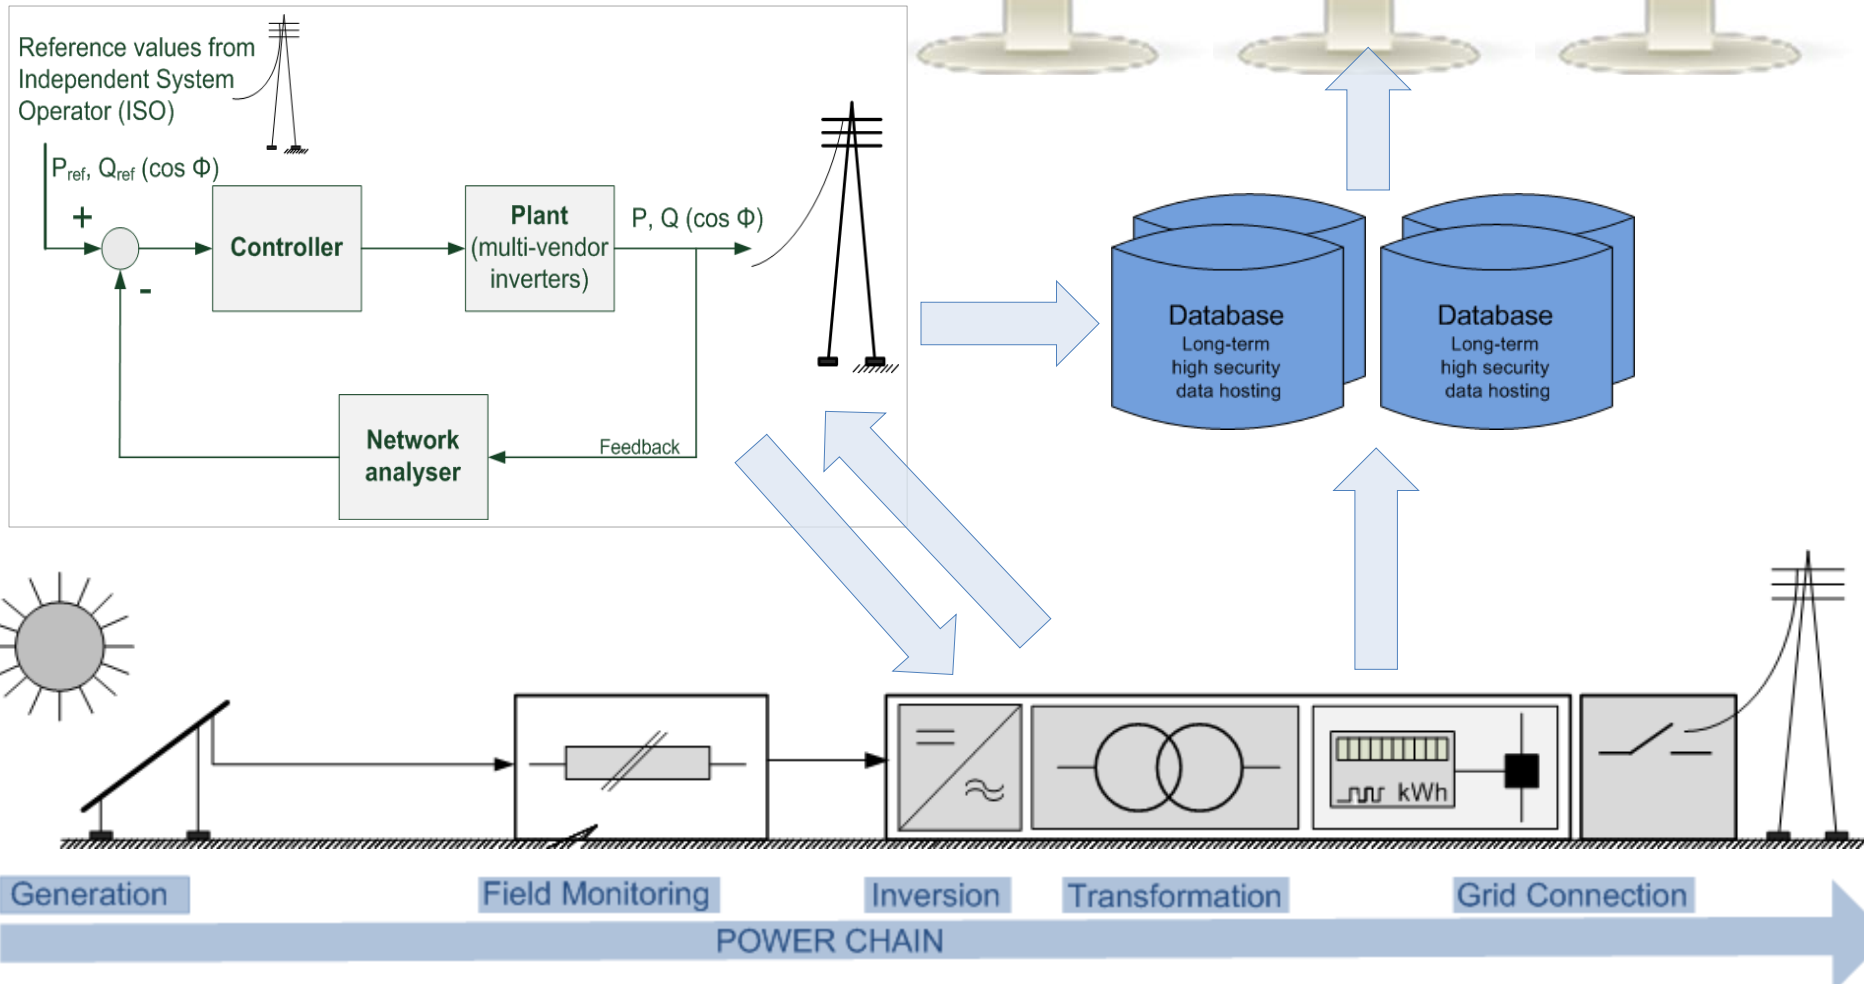 Reference values from
Independent System
Operator (ISO)
Pref, Qref (cos Φ)
+
-
Controller
Plant
(multi-vendor
inverters)
P, Q (cos Φ)
Network
analyser
Feedback
Database
Long-term
high security
data hosting
Database
Long-term
high security
data hosting
kWh
Generation
Field Monitoring
Inversion
Transformation
Grid Connection
POWER CHAIN